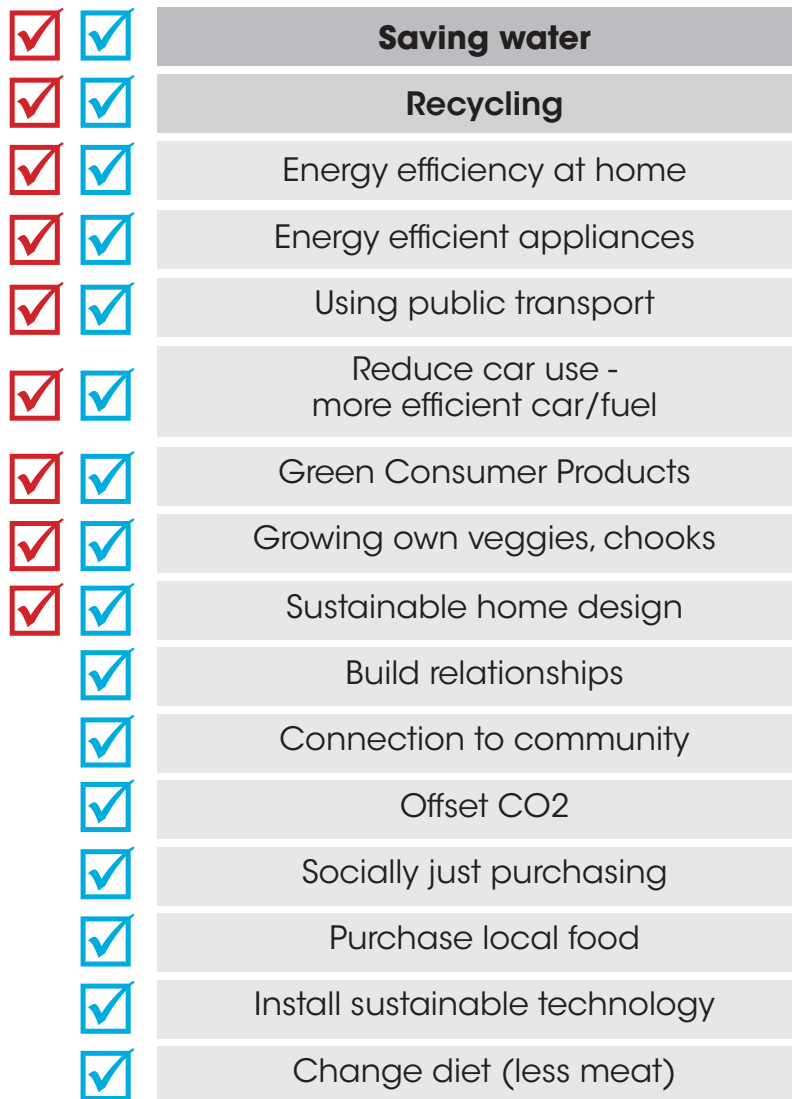 Saving water
Recycling
Energy efficiency at home
Energy efficient appliances
Using public transport
Reduce car use -
more efficient car/fuel
Green Consumer Products
Growing own veggies, chooks
Sustainable home design
Build relationships
Connection to community
Offset CO2
Socially just purchasing
Purchase local food
Install sustainable technology
Change diet (less meat)